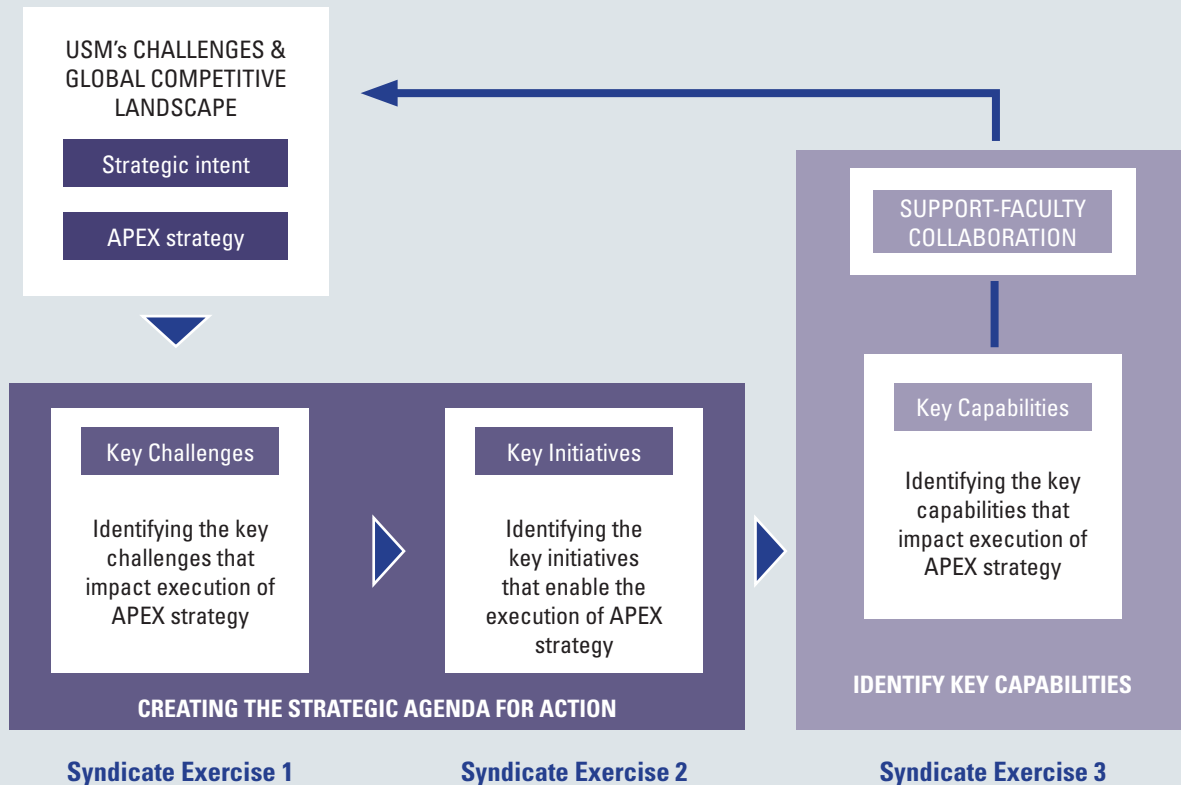 USM's CHALLENGES &
GLOBAL COMPETITIVE
LANDSCAPE
Strategic intent
APEX strategy
SUPPORT-FACULTY
COLLABORATION
Key Challenges
Identifying the key
challenges that
impact execution of
APEX strategy
Key Initiatives
Identifying the
key initiatives
that enable the
execution of APEX
strategy
CREATING THE STRATEGIC AGENDA FOR ACTION
Key Capabilities
Identifying the key
capabilities that
impact execution of
APEX strategy
IDENTIFY KEY CAPABILITIES
Syndicate Exercise 1
Syndicate Exercise 2
Syndicate Exercise 3